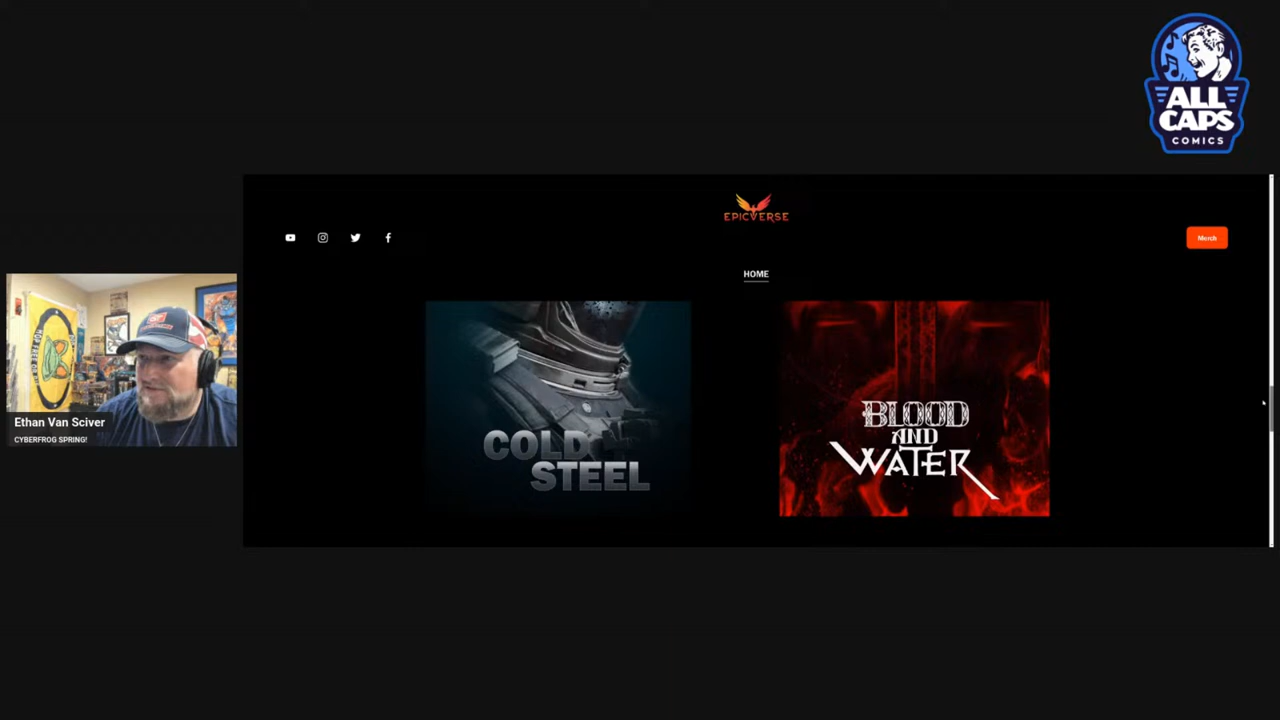 ALL
CAPS
COMICS
EPICVERSE
Merch
HOME
Ethan Van Sciver
CYBERFROG SPRING!
COLD
STEEL
BLOOD
AND
WATER